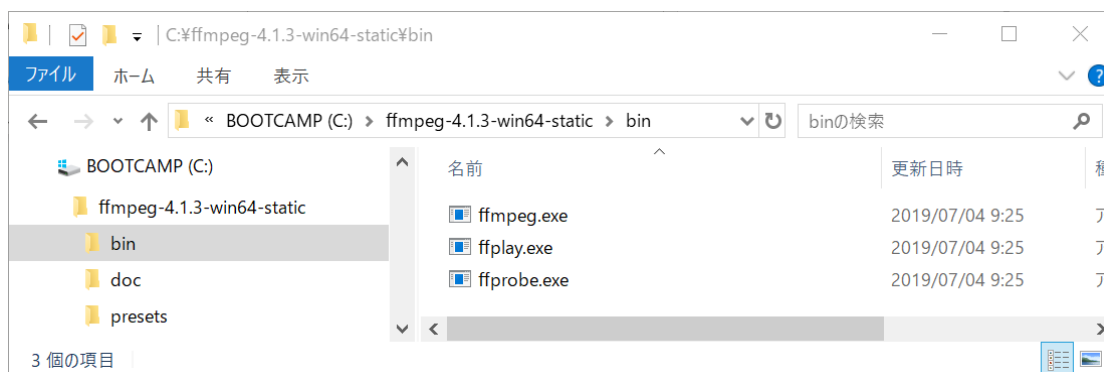 C:¥ffmpeg-4.1.3-win64-static¥bin
ファイル ホーム 共有 表示
« BOOTCAMP (C:) > ffmpeg-4.1.3-win64-static > bin binの検索
BOOTCAMP (C:)
ffmpeg-4.1.3-win64-static
bin
doc
presets
名前 更新日時
ffmpeg.exe 2019/07/04 9:25
ffplay.exe 2019/07/04 9:25
ffprobe.exe 2019/07/04 9:25
3 個の項目